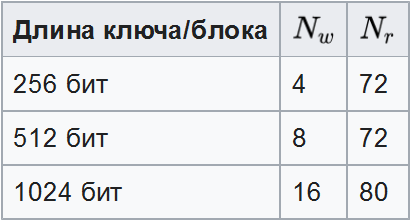 Длина ключа/блока N_w N_r
256 бит 4 72
512 бит 8 72
1024 бит 16 80